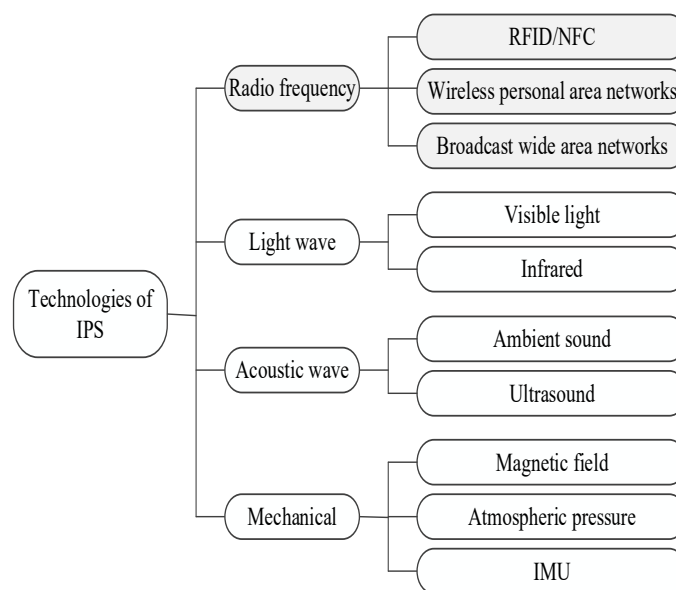 Technologies of
IPS
Radio frequency
RFID/NFC
Wireless personal area networks
Broadcast wide area networks
Light wave
Visible light
Infrared
Acoustic wave
Ambient sound
Ultrasound
Mechanical
Magnetic field
Atmospheric pressure
IMU